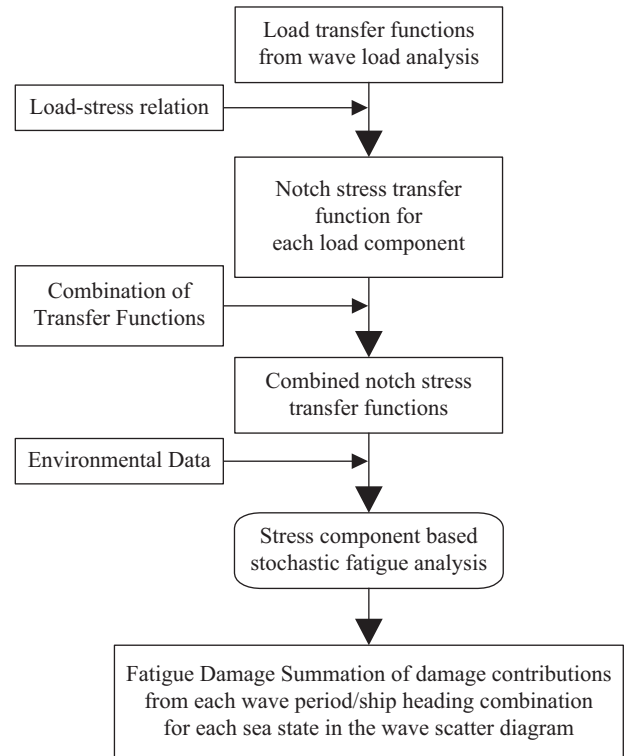 Load transfer functions
from wave load analysis
Load-stress relation
Notch stress transfer
function for
each load component
Combination of
Transfer Functions
Combined notch stress
transfer functions
Environmental Data
Stress component based
stochastic fatigue analysis
Fatigue Damage Summation of damage contributions
from each wave period/ship heading combination
for each sea state in the wave scatter diagram